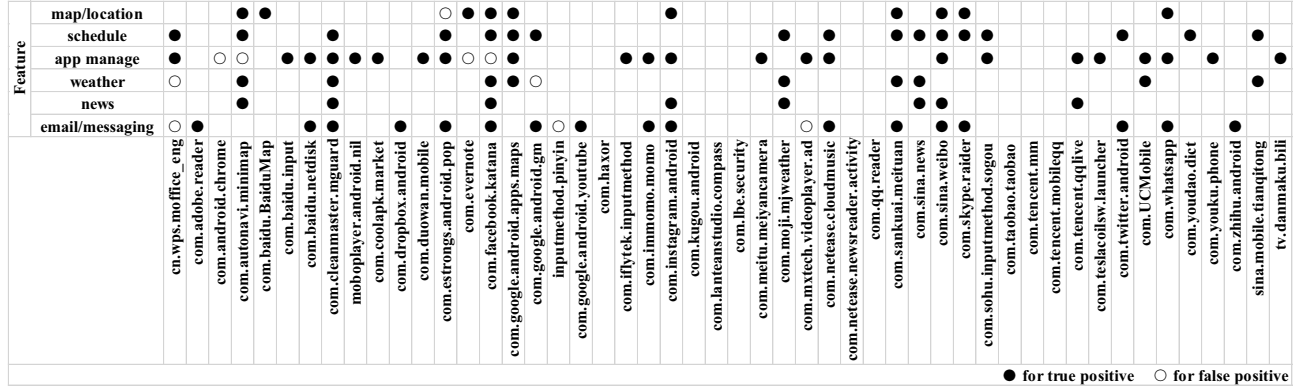 Feature
map/location
schedule
app manage
weather
news
email/messaging
cn.wps.moffice_eng
com.adobe.reader
com.android.chrome
com.autonavi.minimap
com.baidu.BaiduMap
com.baidu.input
com.baidu.netdisk
com.cleanmaster.mguard
moboplayer.android.nil
com.coolapk.market
com.dropbox.android
com.duowan.mobile
com.estrongs.android.pop
com.evernote
com.facebook.katana
com.google.android.apps.maps
com.google.android.gm
inputmethod.pinyin
com.google.android.youtube
com.haxor
com.iflytek.inputmethod
com.immomo.momo
com.instagram.android
com.kugou.android
com.lanteanstudio.compass
com.lbe.security
com.meitu.meiyancamera
com.mxtech.videoplayer.ad
com.netease.cloudmusic
com.netease.newsreader.activity
com.moji.mjweather
com.qq.reader
com.sankuai.meituan
com.sina.news
com.sina.weibo
com.skype.raider
com.sohu.inputmethod.sogou
com.taobao.taobao
com.tencent.mm
com.tencent.mobileqq
com.tencent.qqlive
com.teslacoilsw.launcher
com.twitter.android
com.UCMobile
com.whatsapp
com.youdao.dict
com.youku.phone
com.zhihu.android
sina.mobile.tianqitong
tv.danmaku.bili
for true positive for false positive